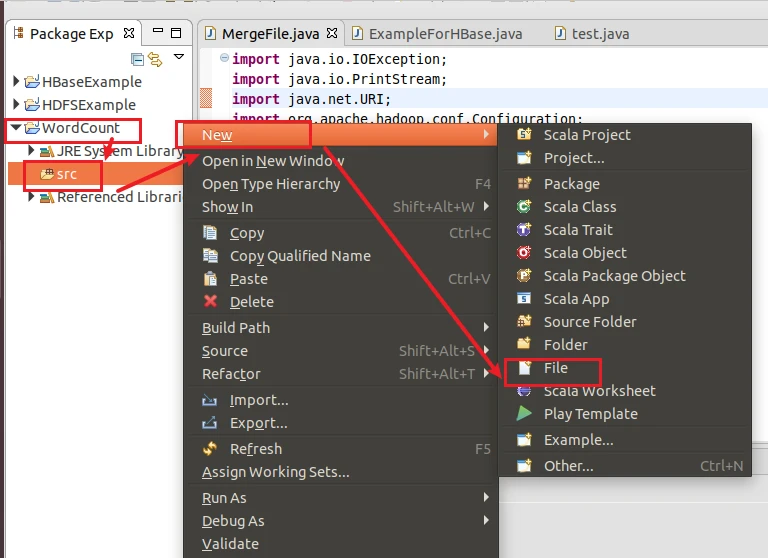 Package Exp
HBaseExample
HDFSExample
WordCount
JRE System Library
src
Referenced Librari
MergeFile.java
ExampleForHBase.java
test.java
import java.io.IOException;
import java.io.PrintStream;
import java.net.URI;
import org.apache.hadoop.conf.Configuration;
New
Open in New Window
Open Type Hierarchy F4
Show In Shift+Alt+W
Copy Ctrl+C
Copy Qualified Name
Paste Ctrl+V
Delete
Build Path
Source Shift+Alt+S
Refactor Shift+Alt+T
Import...
Export...
Refresh F5
Assign Working Sets...
Run As
Debug As
Validate
Scala Project
Project...
Package
Scala Class
Scala Trait
Scala Object
Scala Package Object
Scala App
Source Folder
Folder
File
Scala Worksheet
Play Template
Example...
Other... Ctrl+N